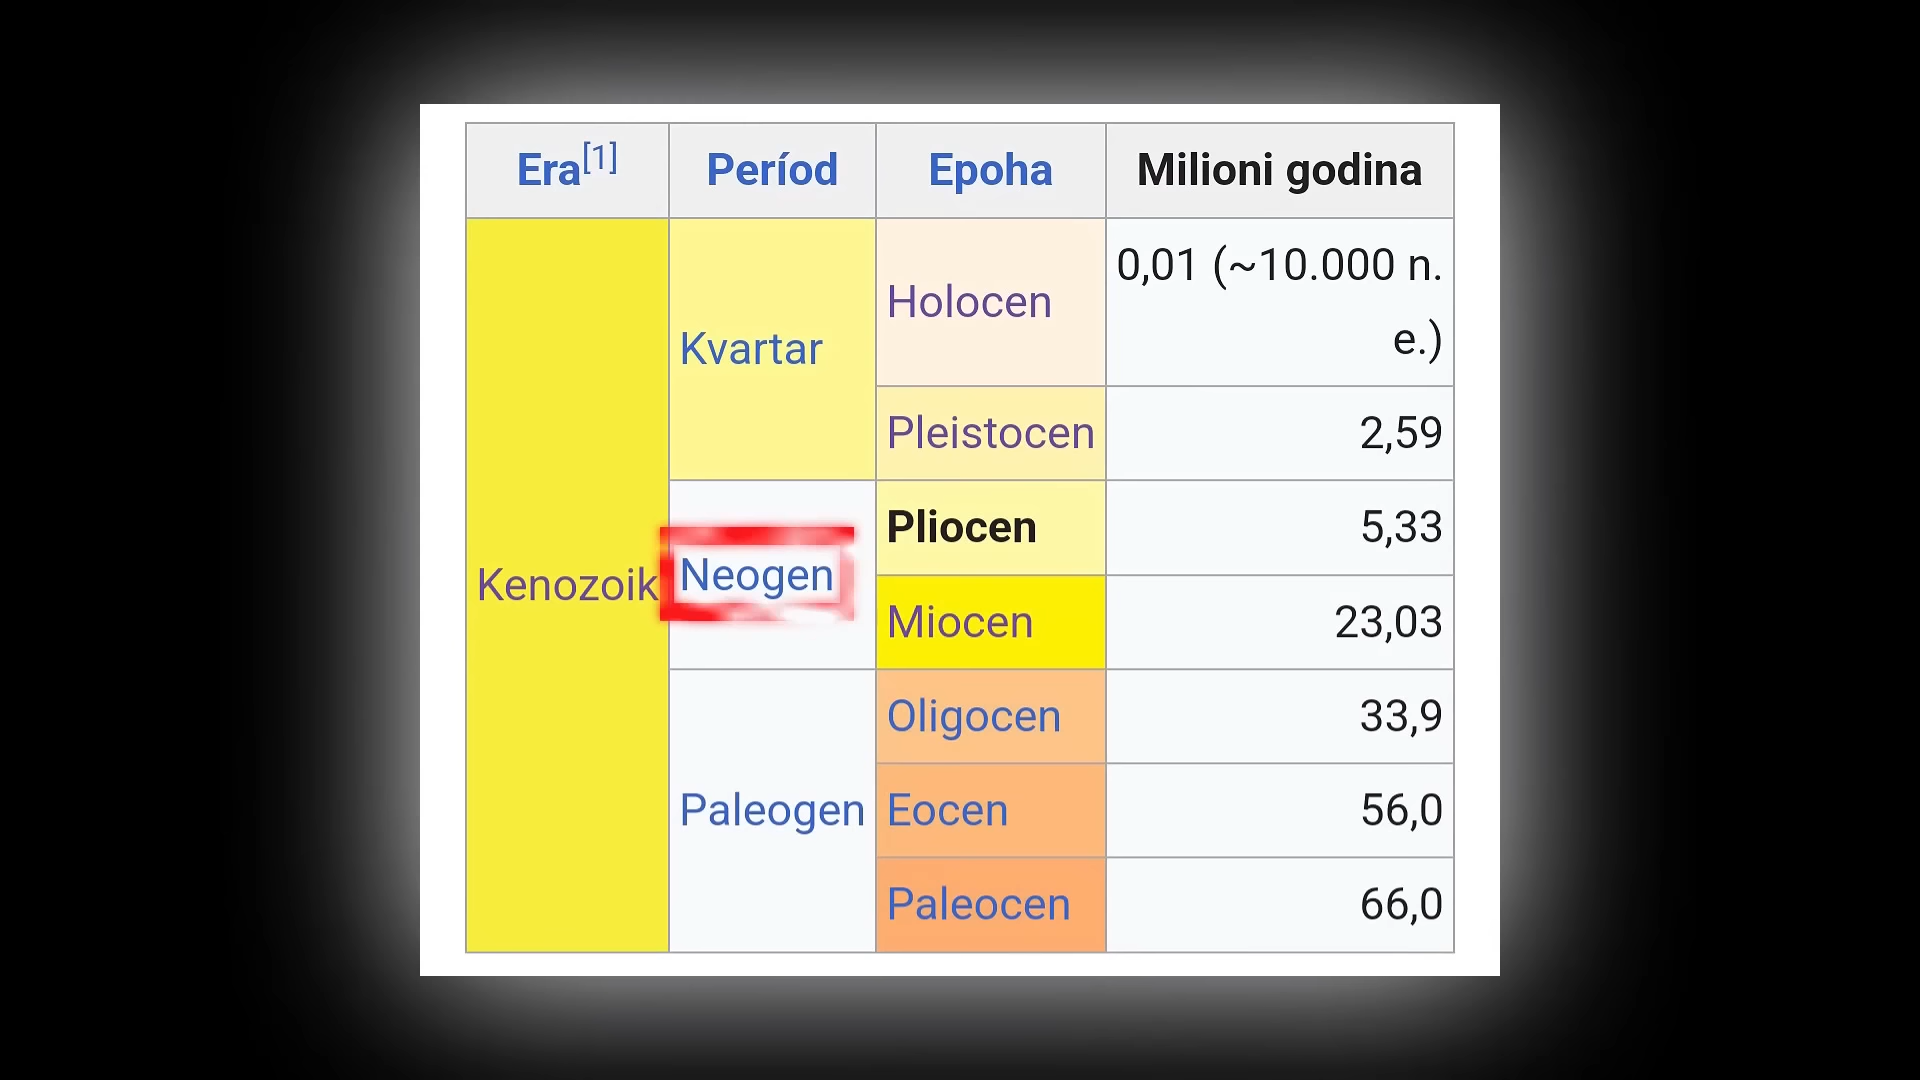 Era[1] Períod Epoha Milioni godina
Kenozoik Kvartar Holocen 0,01 (~10.000 n.
e.)
Pleistocen 2,59
Neogen Pliocen 5,33
Miocen 23,03
Paleogen Oligocen 33,9
Eocen 56,0
Paleocen 66,0